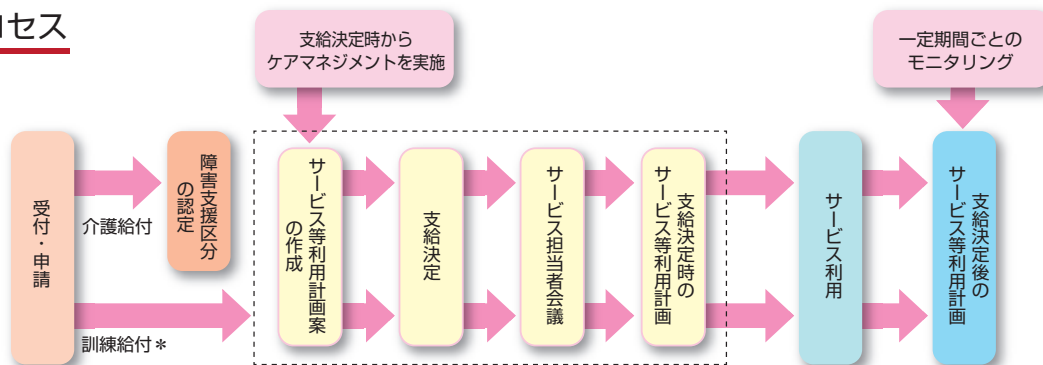 ロセス
支給決定時から
ケアマネジメントを実施
一定期間ごとの
モニタリング
受付・申請
介護給付
訓練給付＊
障害支援区分
の認定
サービス等利用計画案
の作成
支給決定
サービス担当者会議
支給決定時の
サービス等利用計画
サービス利用
支給決定後の
サービス等利用計画